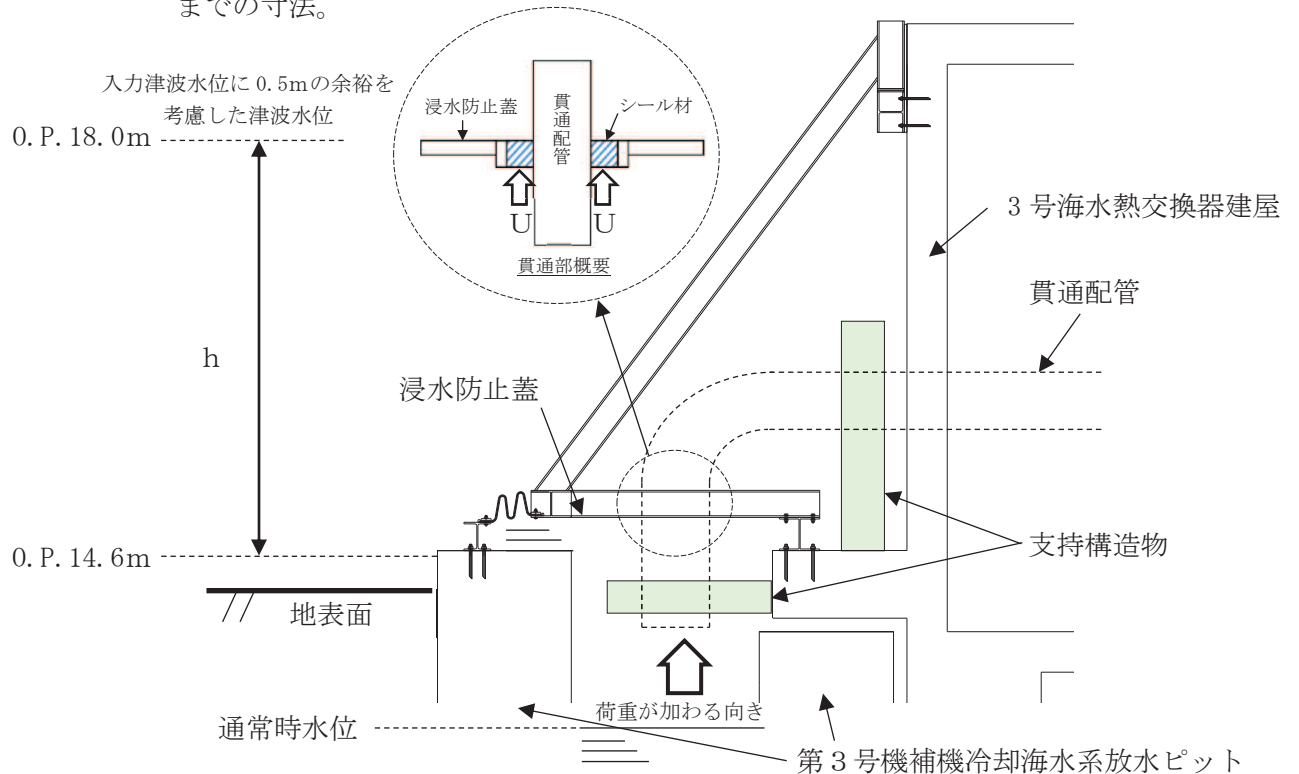 までの寸法。
入力津波水位に 0.5mの余裕を
考慮した津波水位
O.P.18.0m
浸水防止蓋
貫通配管
シール材
U
U
貫通部概要
3 号海水熱交換器建屋
貫通配管
h
浸水防止蓋
O.P.14.6m
支持構造物
地表面
荷重が加わる向き
通常時水位
第3号機補機冷却海水系放水ピット